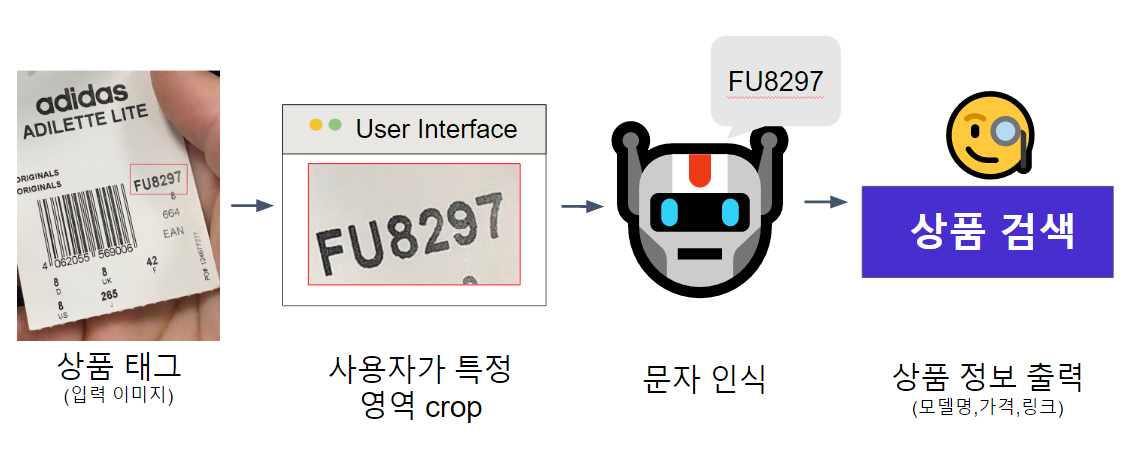 adidas
ADILETTE LITE
ORIGINALS
ORIGINALS
FU8297
8
664
EAN
4 062055 569006
8
D
8
UK
42
F
8
US
265
J
PO# 124677277
상품 태그
(입력 이미지)
User Interface
FU8297
사용자가 특정
영역 crop
FU8297
문자 인식
상품 검색
상품 정보 출력
(모델명,가격,링크)